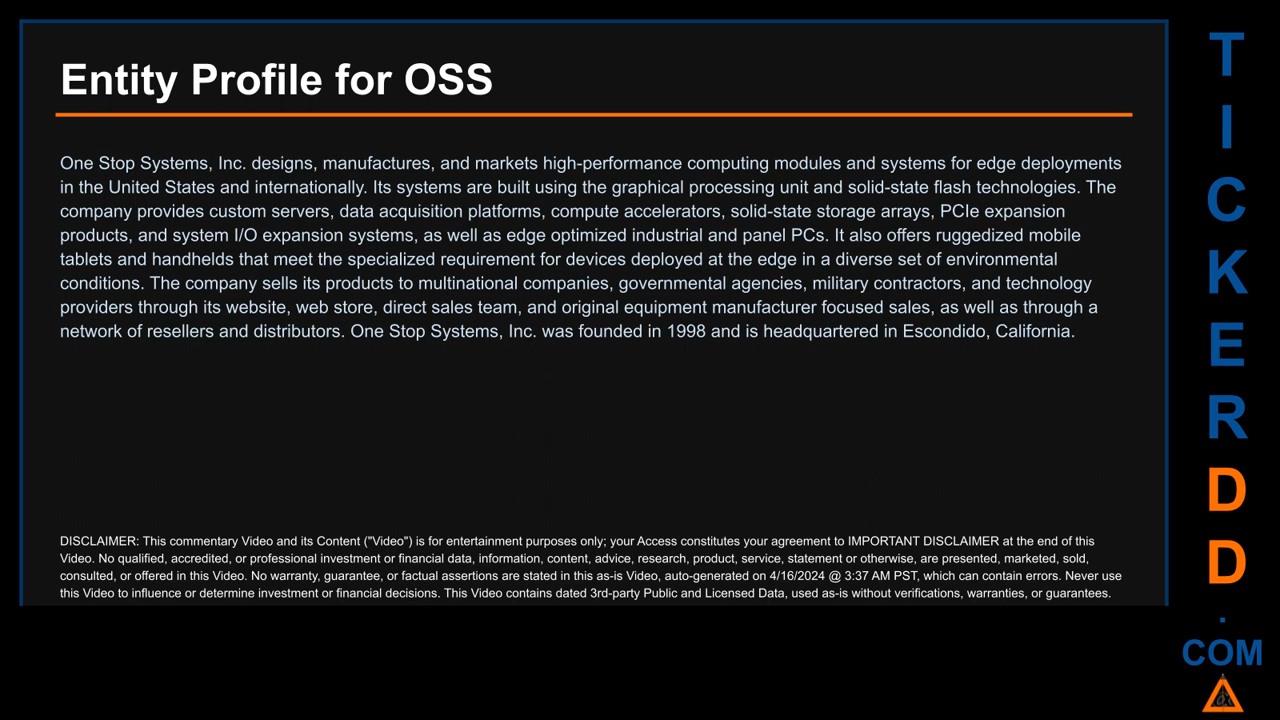 Entity Profile for OSS
One Stop Systems, Inc. designs, manufactures, and markets high-performance computing modules and systems for edge deployments
in the United States and internationally. Its systems are built using the graphical processing unit and solid-state flash technologies. The
company provides custom servers, data acquisition platforms, compute accelerators, solid-state storage arrays, PCIe expansion
products, and system I/O expansion systems, as well as edge optimized industrial and panel PCs. It also offers ruggedized mobile
tablets and handhelds that meet the specialized requirement for devices deployed at the edge in a diverse set of environmental
conditions. The company sells its products to multinational companies, governmental agencies, military contractors, and technology
providers through its website, web store, direct sales team, and original equipment manufacturer focused sales, as well as through a
network of resellers and distributors. One Stop Systems, Inc. was founded in 1998 and is headquartered in Escondido, California.
DISCLAIMER: This commentary Video and its Content ("Video") is for entertainment purposes only; your Access constitutes your agreement to IMPORTANT DISCLAIMER at the end of this
Video. No qualified, accredited, or professional investment or financial data, information, content, advice, research, product, service, statement or otherwise, are presented, marketed, sold,
consulted, or offered in this Video. No warranty, guarantee, or factual assertions are stated in this as-is Video, auto-generated on 4/16/2024 @ 3:37 AM PST, which can contain errors. Never use
this Video to influence or determine investment or financial decisions. This Video contains dated 3rd-party Public and Licensed Data, used as-is without verifications, warranties, or guarantees.
T
I
C
K
E
R
D
D
.
COM